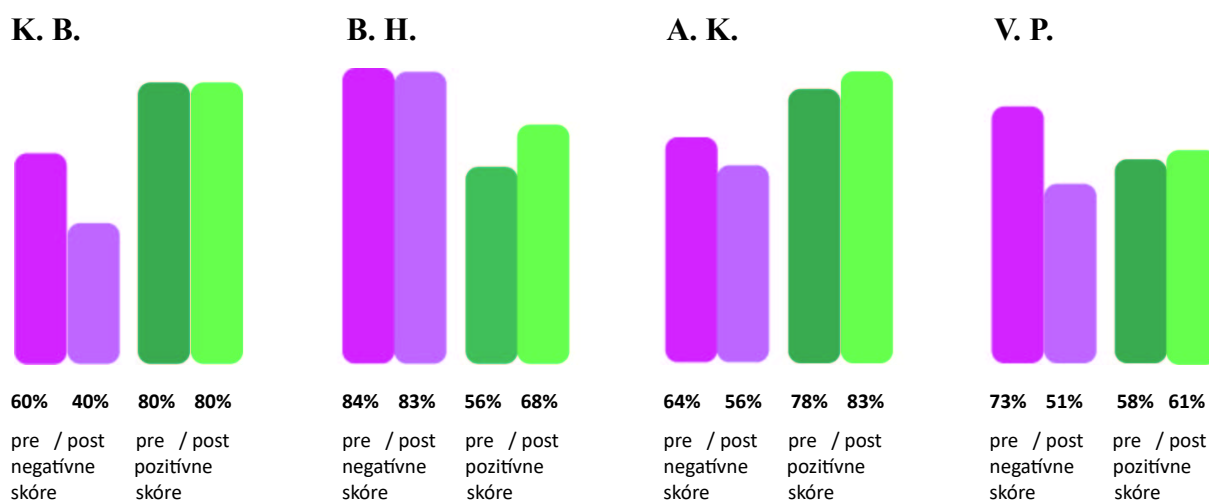 K. B.
B. H.
A. K.
V. P.
60% 40% 80% 80%
84% 83% 56% 68%
64% 56% 78% 83%
73% 51% 58% 61%
pre / post pre / post
negatívne pozitívne
skóre skóre
pre / post pre / post
negatívne pozitívne
skóre skóre
pre / post pre / post
negatívne pozitívne
skóre skóre
pre / post pre / post
negatívne pozitívne
skóre skóre